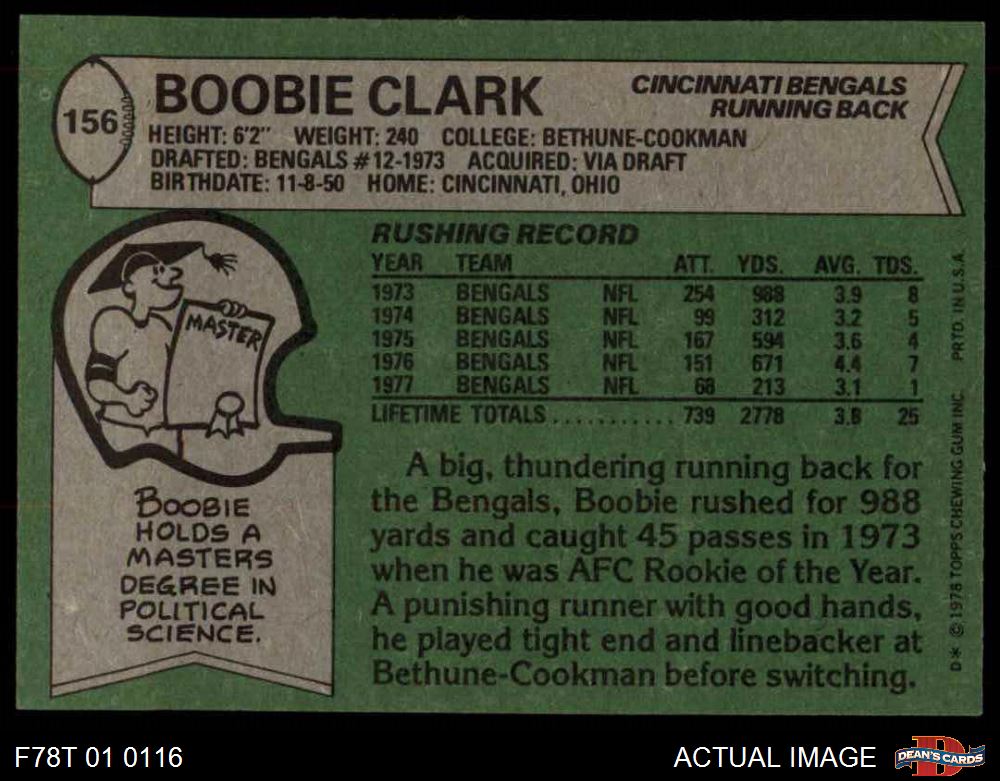 156
BOOBIE CLARK
CINCINNATI BENGALS
RUNNING BACK
HEIGHT: 6'2" WEIGHT: 240 COLLEGE: BETHUNE-COOKMAN
DRAFTED: BENGALS #12-1973 ACQUIRED: VIA DRAFT
BIRTHDATE: 11-8-50 HOME: CINCINNATI, OHIO
RUSHING RECORD
YEAR TEAM ATT. YDS. AVG. TDS.
1973 BENGALS NFL 254 988 3.9 8
1974 BENGALS NFL 99 312 3.2 5
1975 BENGALS NFL 167 594 3.6 4
1976 BENGALS NFL 151 671 4.4 7
1977 BENGALS NFL 68 213 3.1 1
LIFETIME TOTALS............ 739 2778 3.8 25
MASTER
BOOBIE
HOLDS A
MASTERS
DEGREE IN
POLITICAL
SCIENCE.
A big, thundering running back for
the Bengals, Boobie rushed for 988
yards and caught 45 passes in 1973
when he was AFC Rookie of the Year.
A punishing runner with good hands,
he played tight end and linebacker at
Bethune-Cookman before switching.
D* © 1978 TOPPS CHEWING GUM INC. PRTD. IN U.S.A.
F78T 01 0116
ACTUAL IMAGE
D
DEAN'S CARDS